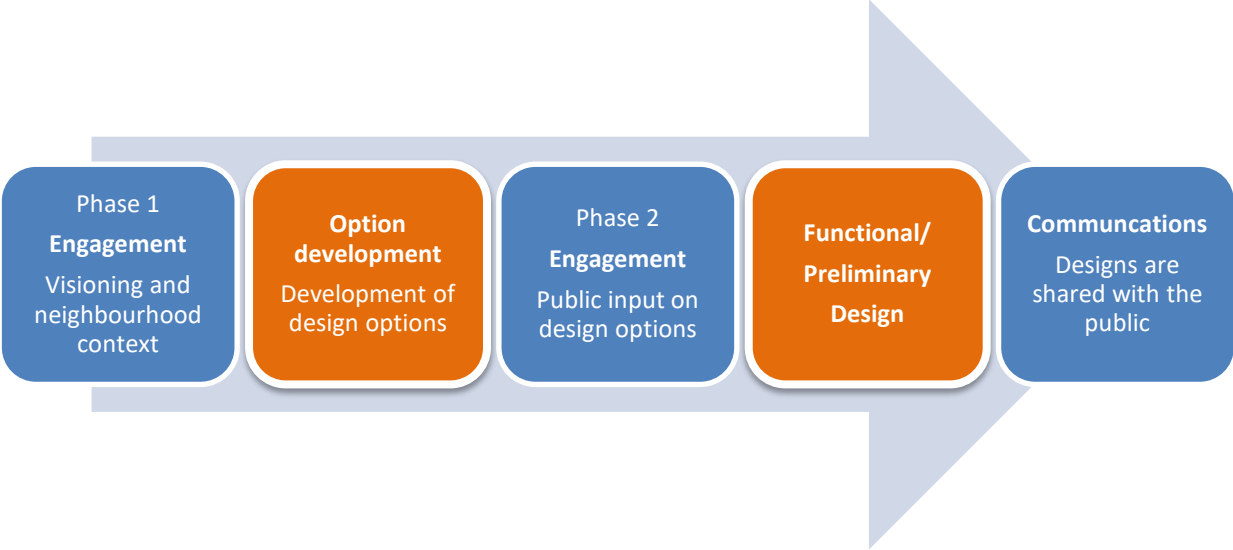 Phase 1
Engagement
Visioning and
neighbourhood
context
Option
development
Development of
design options
Phase 2
Engagement
Public input on
design options
Functional/
Preliminary
Design
Communcations
Designs are
shared with the
public